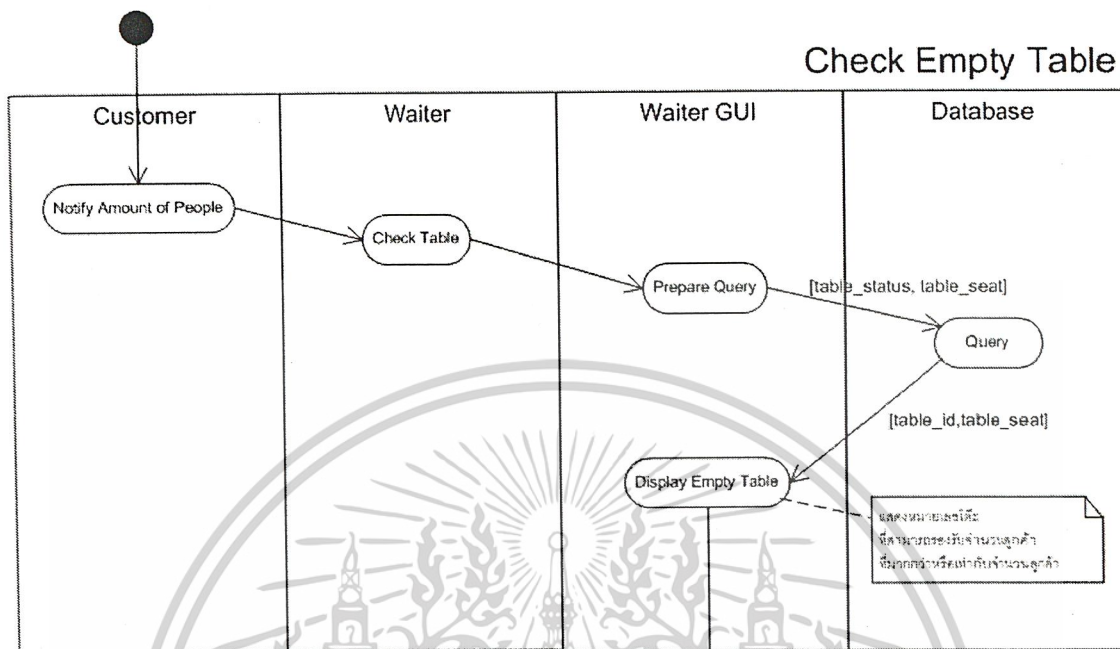 Check Empty Table
Customer
Waiter
Waiter GUI
Database
Notify Amount of People
Check Table
Prepare Query
[table_status, table_seat]
Query
[table_id,table_seat]
Display Empty Table
แสดงหมายเลขโต๊ะ
ที่สามารถรองรับจำนวนลูกค้า
ที่มากกว่าหรือเท่ากับจำนวนลูกค้า